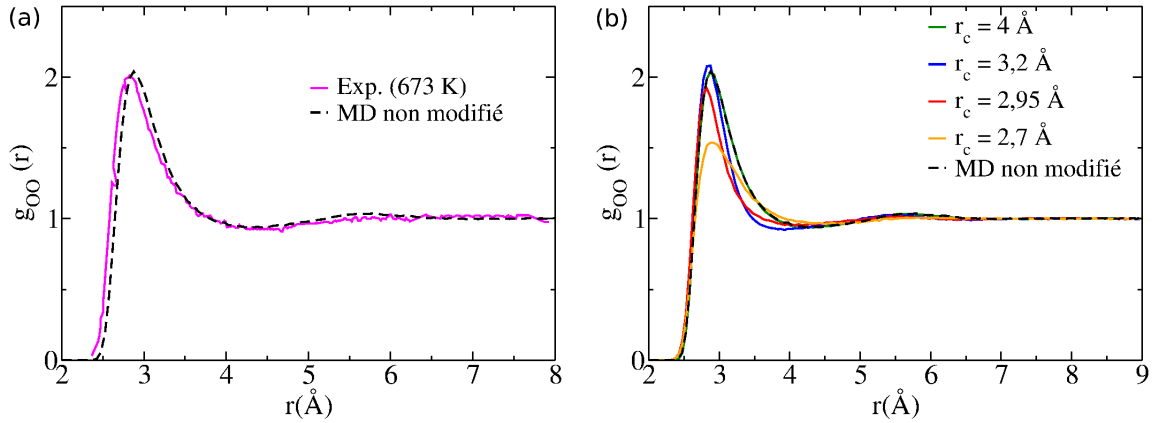 (a)
g_OO (r)
2
1
0
Exp. (673 K)
MD non modifié
2 3 4 5 6 7 8
r(Å)
(b)
g_OO (r)
2
1
0
r_c = 4 Å
r_c = 3,2 Å
r_c = 2,95 Å
r_c = 2,7 Å
MD non modifié
2 3 4 5 6 7 8 9
r(Å)